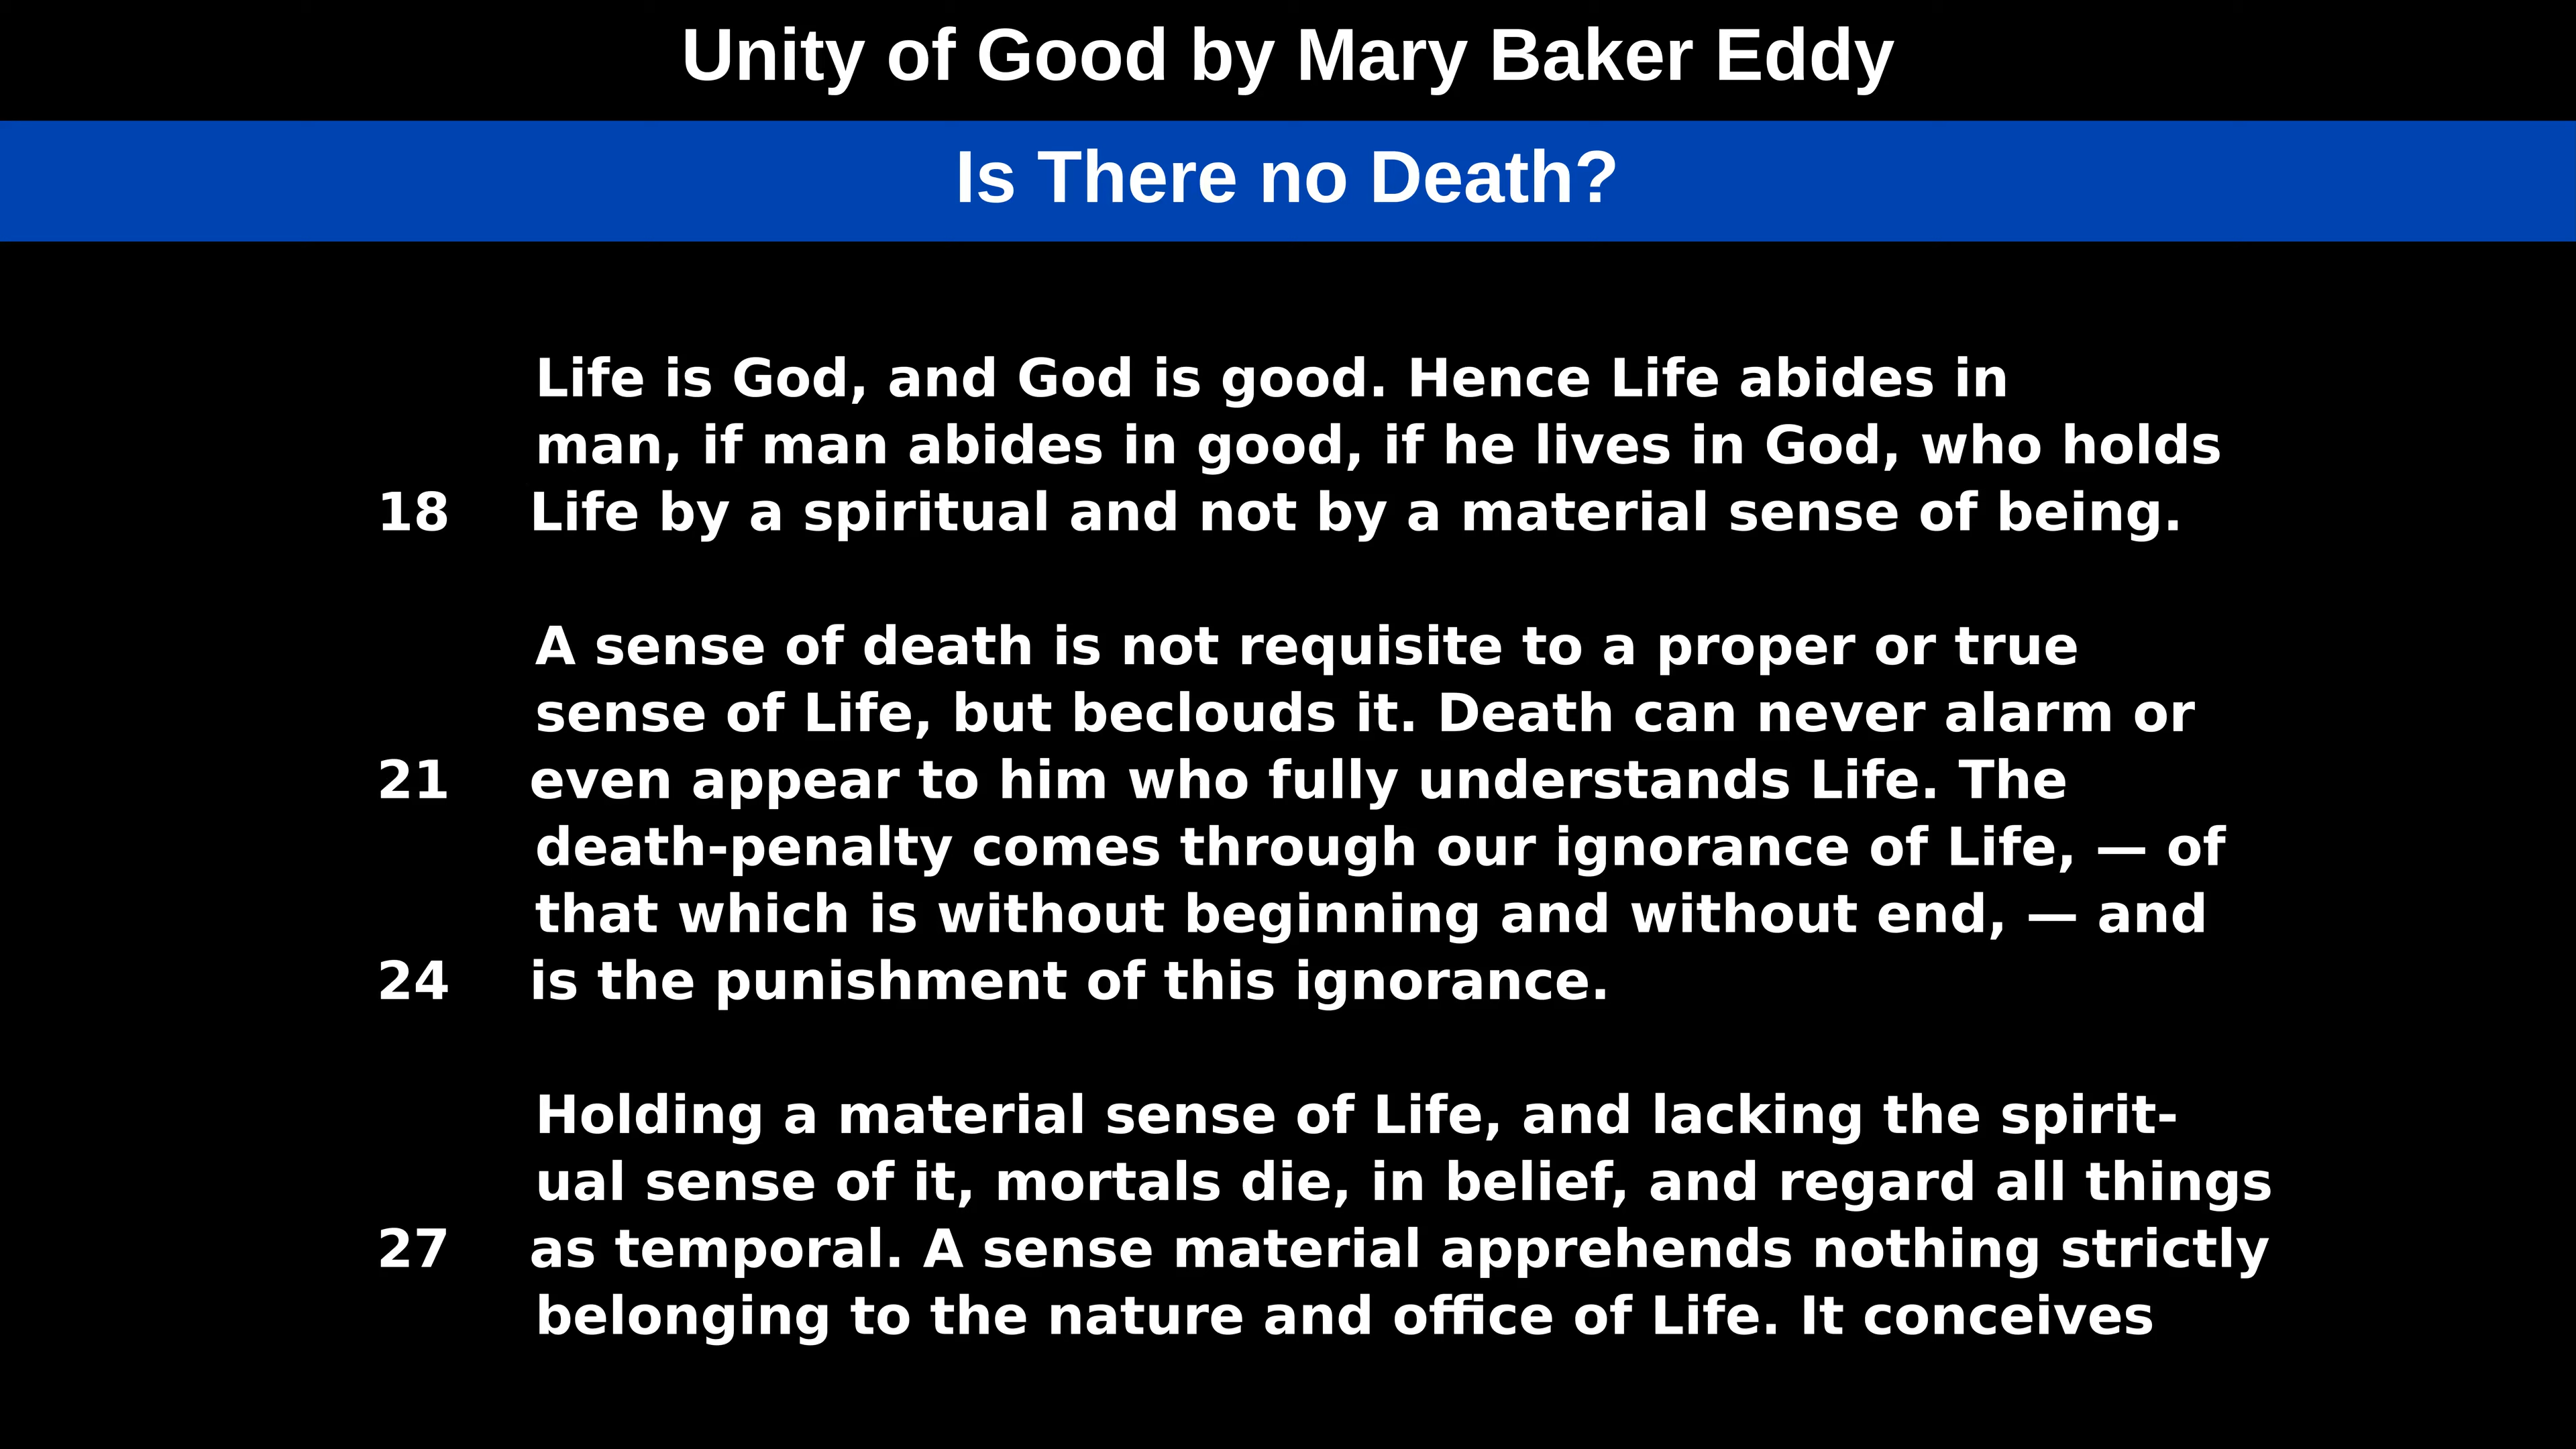 Unity of Good by Mary Baker Eddy
Is There no Death?
Life is God, and God is good. Hence Life abides in
man, if man abides in good, if he lives in God, who holds
18 Life by a spiritual and not by a material sense of being.
A sense of death is not requisite to a proper or true
sense of Life, but beclouds it. Death can never alarm or
21 even appear to him who fully understands Life. The
death-penalty comes through our ignorance of Life, — of
that which is without beginning and without end, — and
24 is the punishment of this ignorance.
Holding a material sense of Life, and lacking the spirit-
ual sense of it, mortals die, in belief, and regard all things
27 as temporal. A sense material apprehends nothing strictly
belonging to the nature and office of Life. It conceives